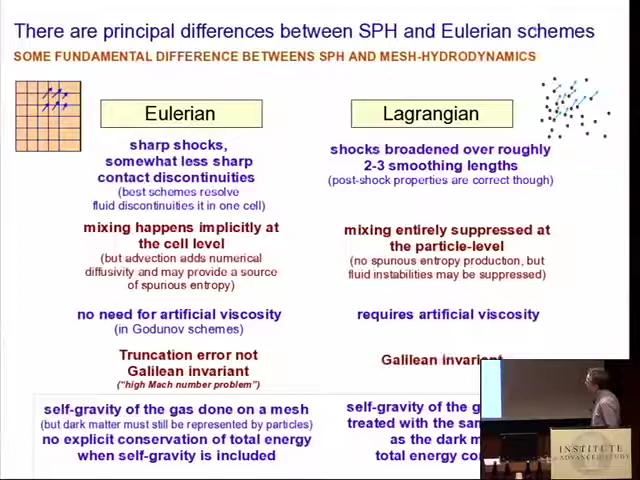 There are principal differences between SPH and Eulerian schemes
SOME FUNDAMENTAL DIFFERENCE BETWEENS SPH AND MESH-HYDRODYNAMICS
Eulerian
sharp shocks,
somewhat less sharp
contact discontinuities
(best schemes resolve
fluid discontinuities it in one cell)
mixing happens implicitly at
the cell level
(but advection adds numerical
diffusivity and may provide a source
of spurious entropy)
no need for artificial viscosity
(in Godunov schemes)
Truncation error not
Galilean invariant
("high Mach number problem")
self-gravity of the gas done on a mesh
(but dark matter must still be represented by particles)
no explicit conservation of total energy
when self-gravity is included
Lagrangian
shocks broadened over roughly
2-3 smoothing lengths
(post-shock properties are correct though)
mixing entirely suppressed at
the particle-level
(no spurious entropy production, but
fluid instabilities may be suppressed)
requires artificial viscosity
Galilean invariant
self-gravity of the g
treated with the sam
as the dark m
total energy con
INSTITUTE
ADVANCED STUDY